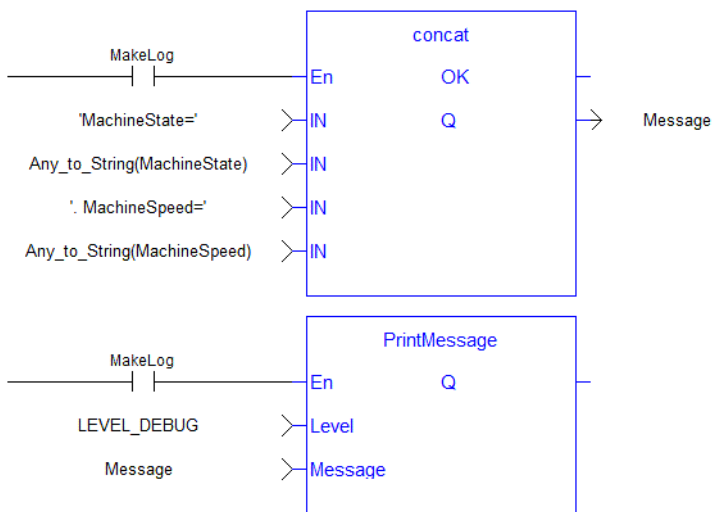 concat
MakeLog
En OK
'MachineState=' IN Q Message
Any_to_String(MachineState) IN
'. MachineSpeed=' IN
Any_to_String(MachineSpeed) IN
PrintMessage
MakeLog
En Q
LEVEL_DEBUG Level
Message Message